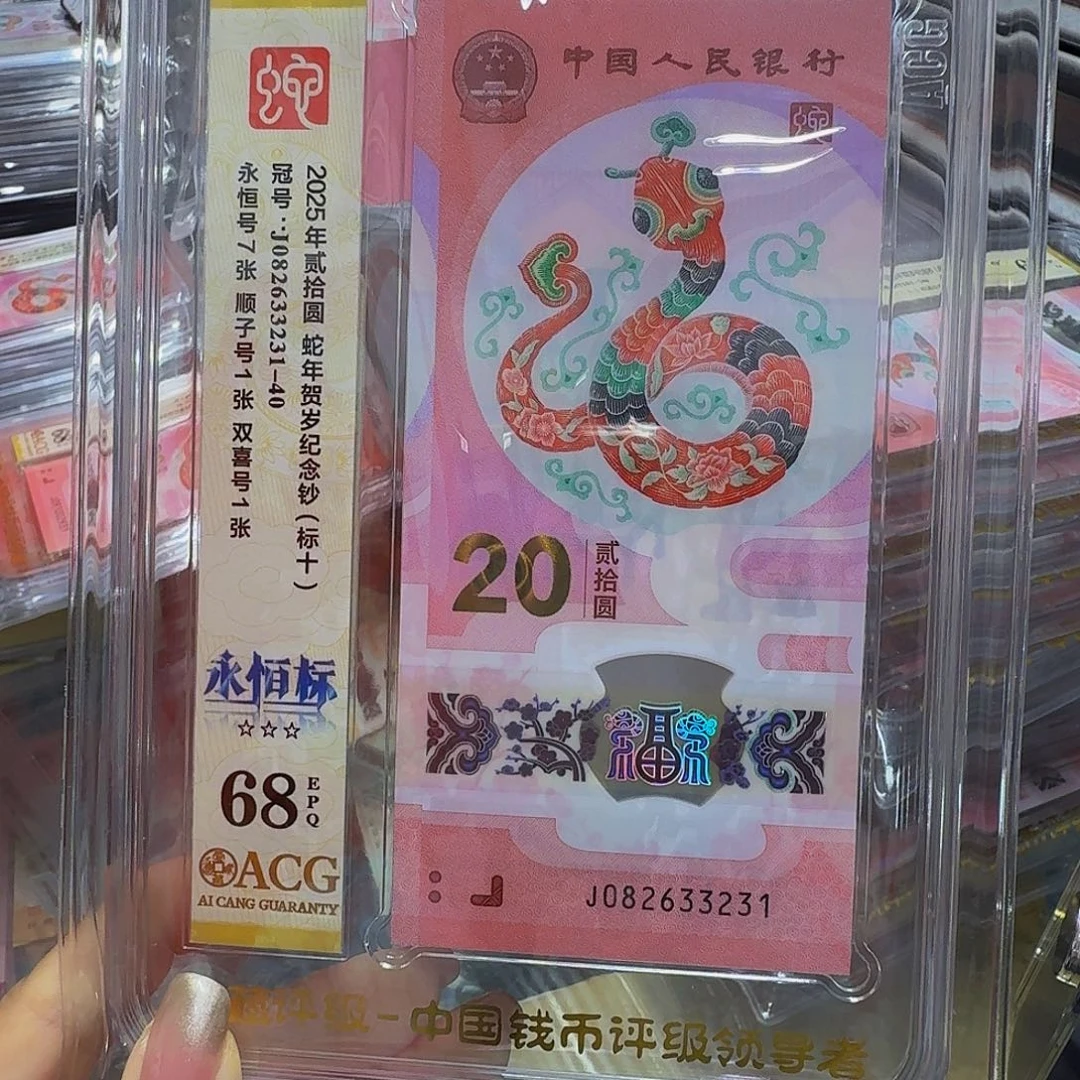 蛇
2025年贰拾圆 蛇年贺岁纪念钞(标十)
冠号:J082633231-40
永恒号7张 顺子号1张 双喜号1张
永恒标
☆☆☆
68 EPQ
ACG
AI CANG GUARANTY
中国人民银行
蛇
20 贰拾圆
福
J082633231
ACG
评级-中国钱币评级领导者